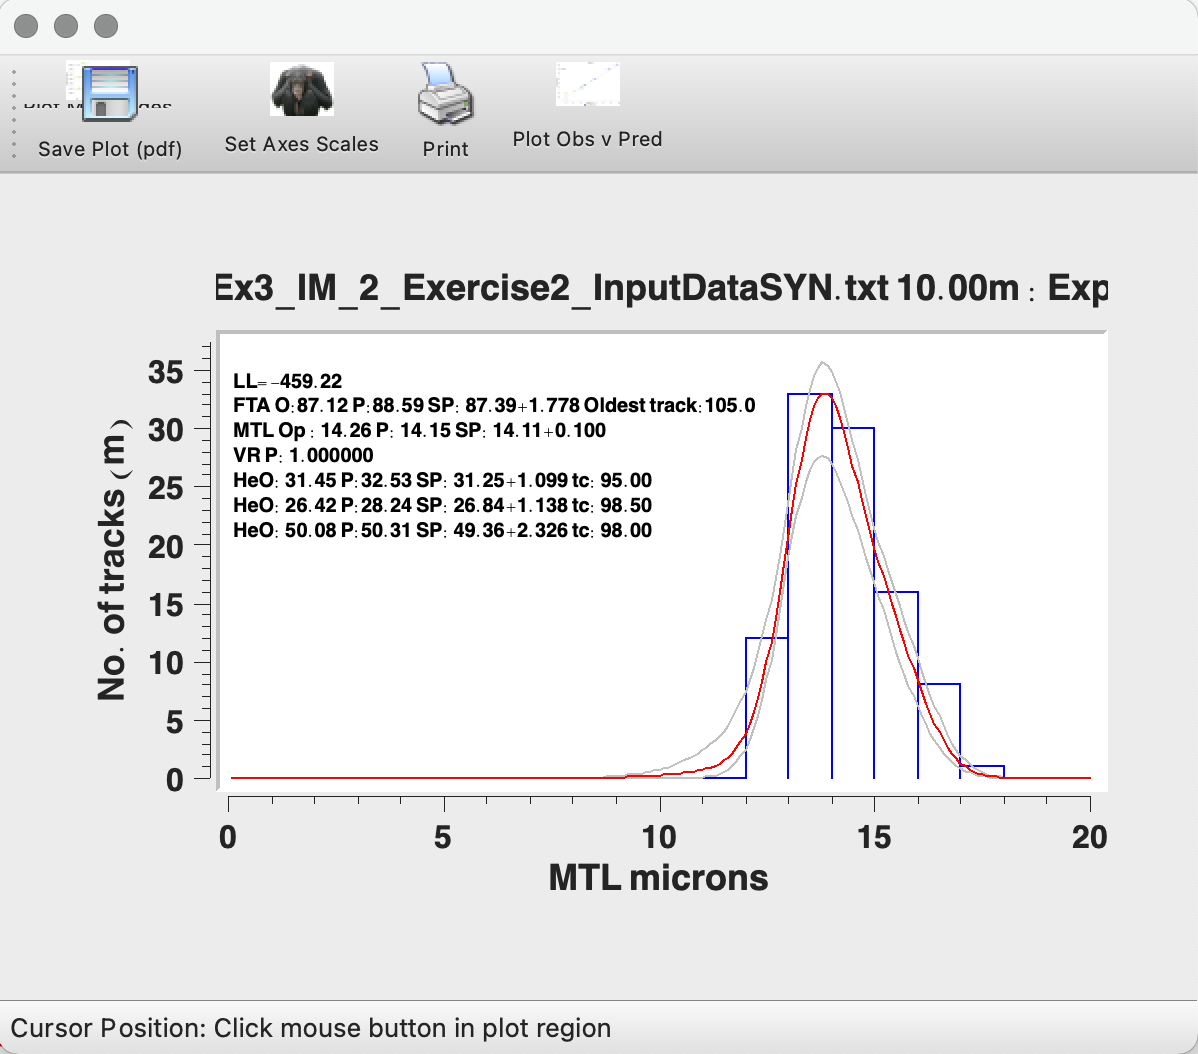 Save Plot (pdf)
Set Axes Scales
Print
Plot Obs v Pred
Ex3_IM_2_Exercise2_InputDataSYN.txt 10.00m : Exp
LL= -459.22
FTA O:87.12 P:88.59 SP: 87.39+1.778 Oldest track:105.0
MTL Op : 14.26 P: 14.15 SP: 14.11+0.100
VR P: 1.000000
HeO: 31.45 P:32.53 SP: 31.25+1.099 tc: 95.00
HeO: 26.42 P:28.24 SP: 26.84+1.138 tc: 98.50
HeO: 50.08 P:50.31 SP: 49.36+2.326 tc: 98.00
No. of tracks (m)
35
30
25
20
15
10
5
0
0 5 10 15 20
MTL microns
Cursor Position: Click mouse button in plot region